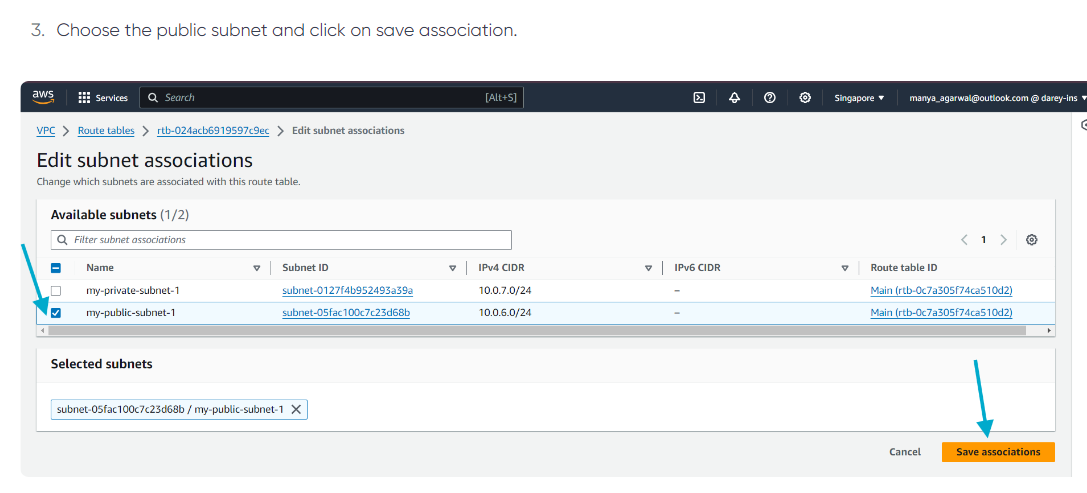 3. Choose the public subnet and click on save association.
aws Services Search [Alt+S] Singapore ▼ manya_agarwal@outlook.com @ darey-ins ▼
VPC > Route tables > rtb-024acb6919597c9ec > Edit subnet associations
Edit subnet associations
Change which subnets are associated with this route table.
Available subnets (1/2)
Filter subnet associations
< 1 >
Name Subnet ID IPv4 CIDR IPv6 CIDR Route table ID
my-private-subnet-1 subnet-0127f4b952493a39a 10.0.7.0/24 – Main (rtb-0c7a305f74ca510d2)
my-public-subnet-1 subnet-05fac100c7c23d68b 10.0.6.0/24 – Main (rtb-0c7a305f74ca510d2)
Selected subnets
subnet-05fac100c7c23d68b / my-public-subnet-1 ✕
Cancel Save associations